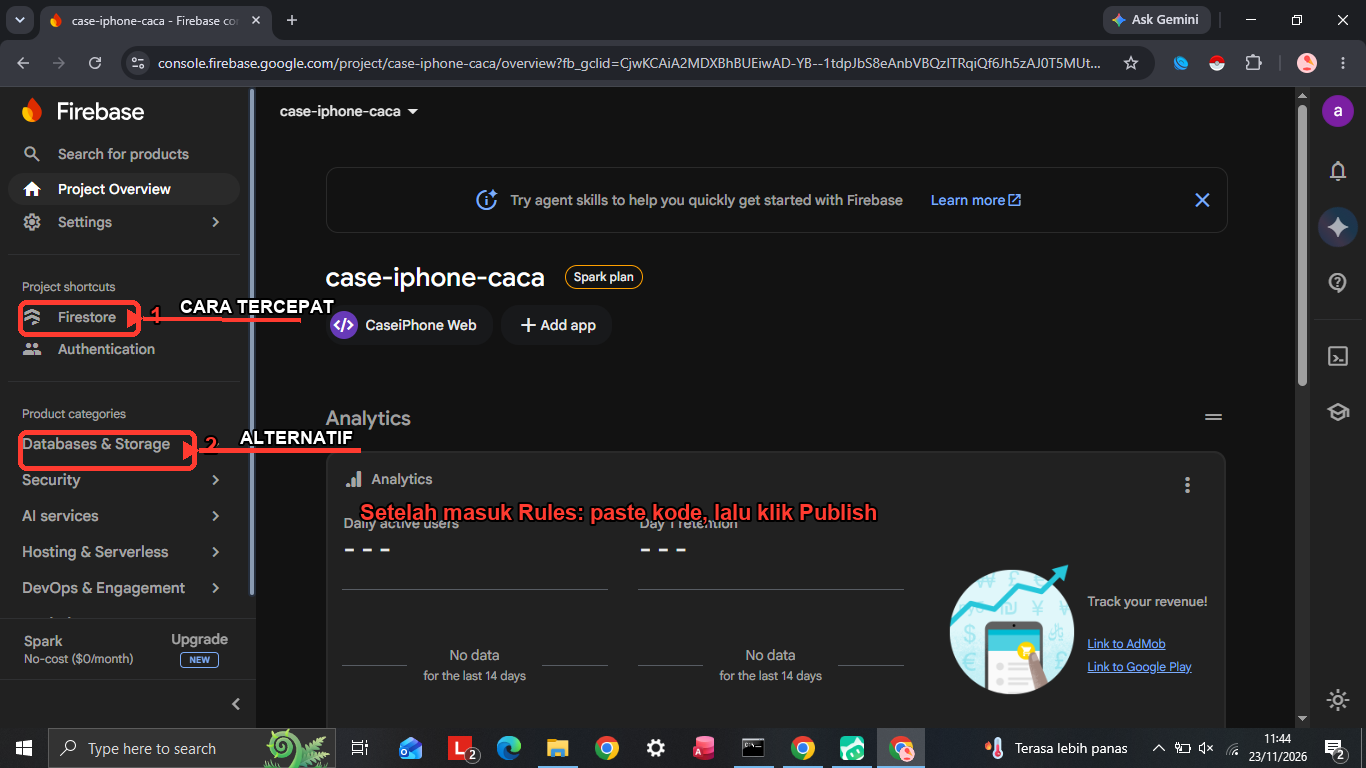 case-iphone-caca - Firebase co
Ask Gemini
console.firebase.google.com/project/case-iphone-caca/overview?fb_gclid=CjwKCAiA2MDXBhBUEiwAD-YB--1tdpJbS8eAnbVBQzlTRqiQf6Jh5zAJ0T5MUt...
Firebase
case-iphone-caca
a
Search for products
Project Overview
Settings
Try agent skills to help you quickly get started with Firebase Learn more
case-iphone-caca Spark plan
Project shortcuts
Firestore
1 CARA TERCEPAT
CaseiPhone Web
Add app
Authentication
Product categories
Databases & Storage
2 ALTERNATIF
Analytics
Security
AI services
Hosting & Serverless
DevOps & Engagement
Analytics
Setelah masuk Rules: paste kode, lalu klik Publish
Daily active users
Day 1 retention
- - -
- - -
No data
for the last 14 days
No data
for the last 14 days
Track your revenue!
Link to AdMob
Link to Google Play
Spark
No-cost ($0/month)
Upgrade
NEW
Type here to search
L 2
A
Terasa lebih panas
11:44
23/11/2026
2